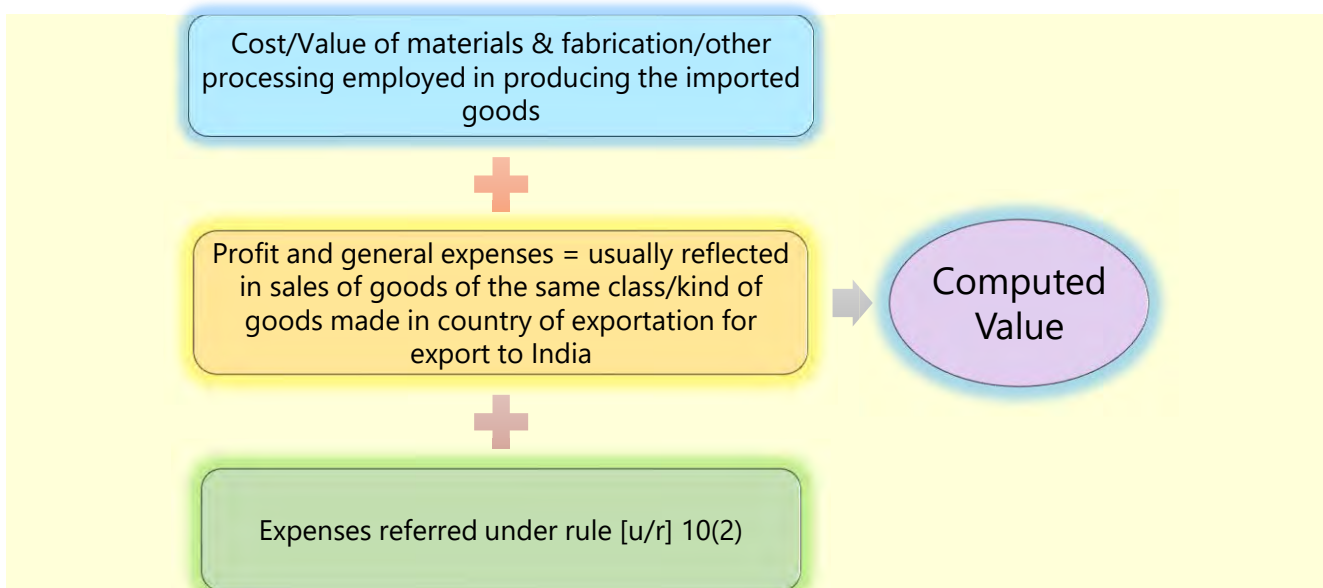 Cost/Value of materials & fabrication/other
processing employed in producing the imported
goods
Profit and general expenses = usually reflected
in sales of goods of the same class/kind of
goods made in country of exportation for
export to India
Computed
Value
Expenses referred under rule [u/r] 10(2)